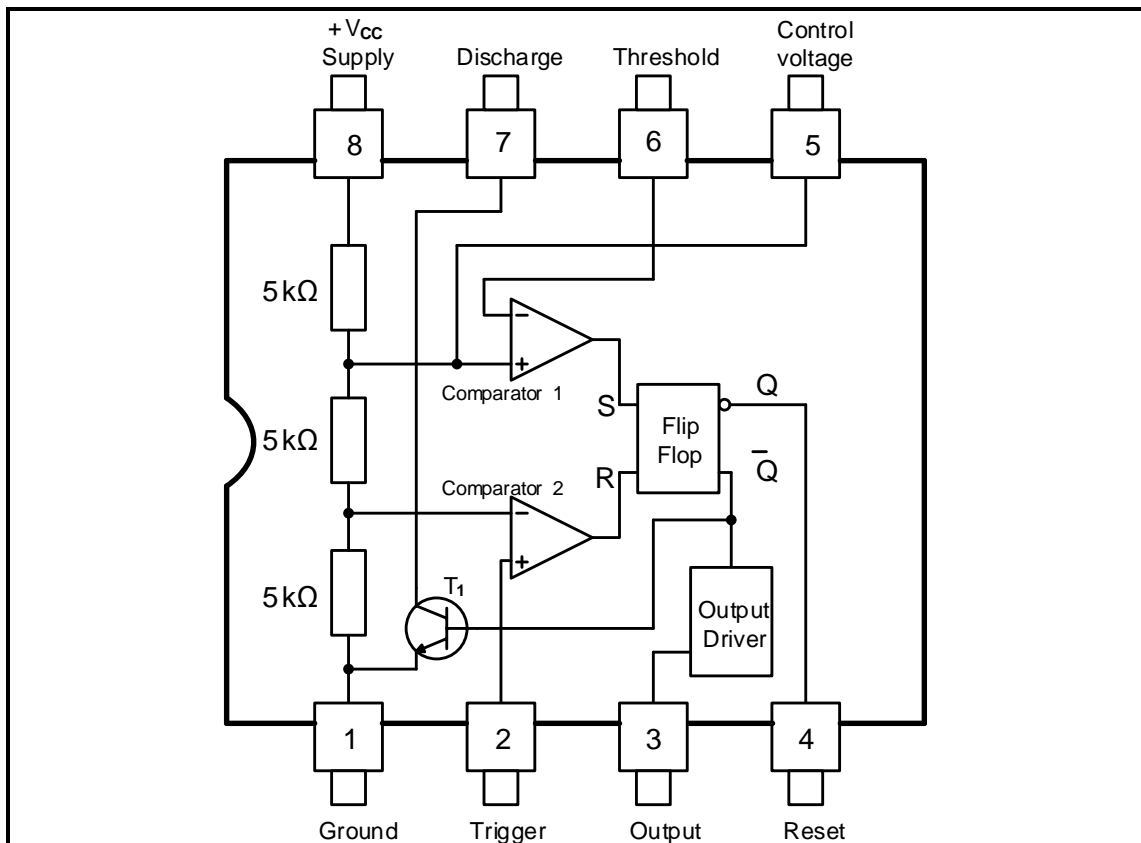 + Vcc
Supply
Discharge
Threshold
Control
voltage
8
7
6
5
5kΩ
-
+
Comparator 1
S
Q
Flip
Flop
5kΩ
R
Q̅
Comparator 2
-
+
5kΩ
T1
Output
Driver
1
2
3
4
Ground
Trigger
Output
Reset